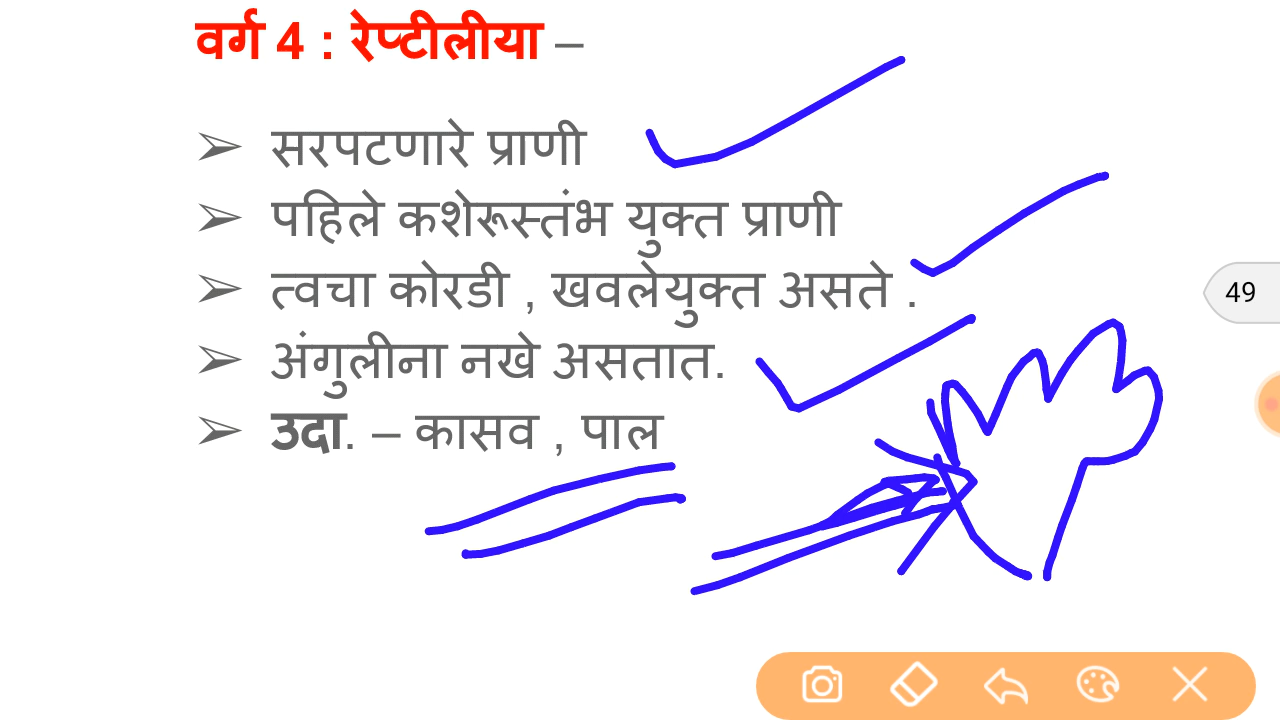 वर्ग 4 : रेप्टीलीया –
➢ सरपटणारे प्राणी
➢ पहिले कशेरूस्तंभ युक्त प्राणी
➢ त्वचा कोरडी , खवलेयुक्त असते .
➢ अंगुलीना नखे असतात.
➢ उदा. – कासव , पाल
49